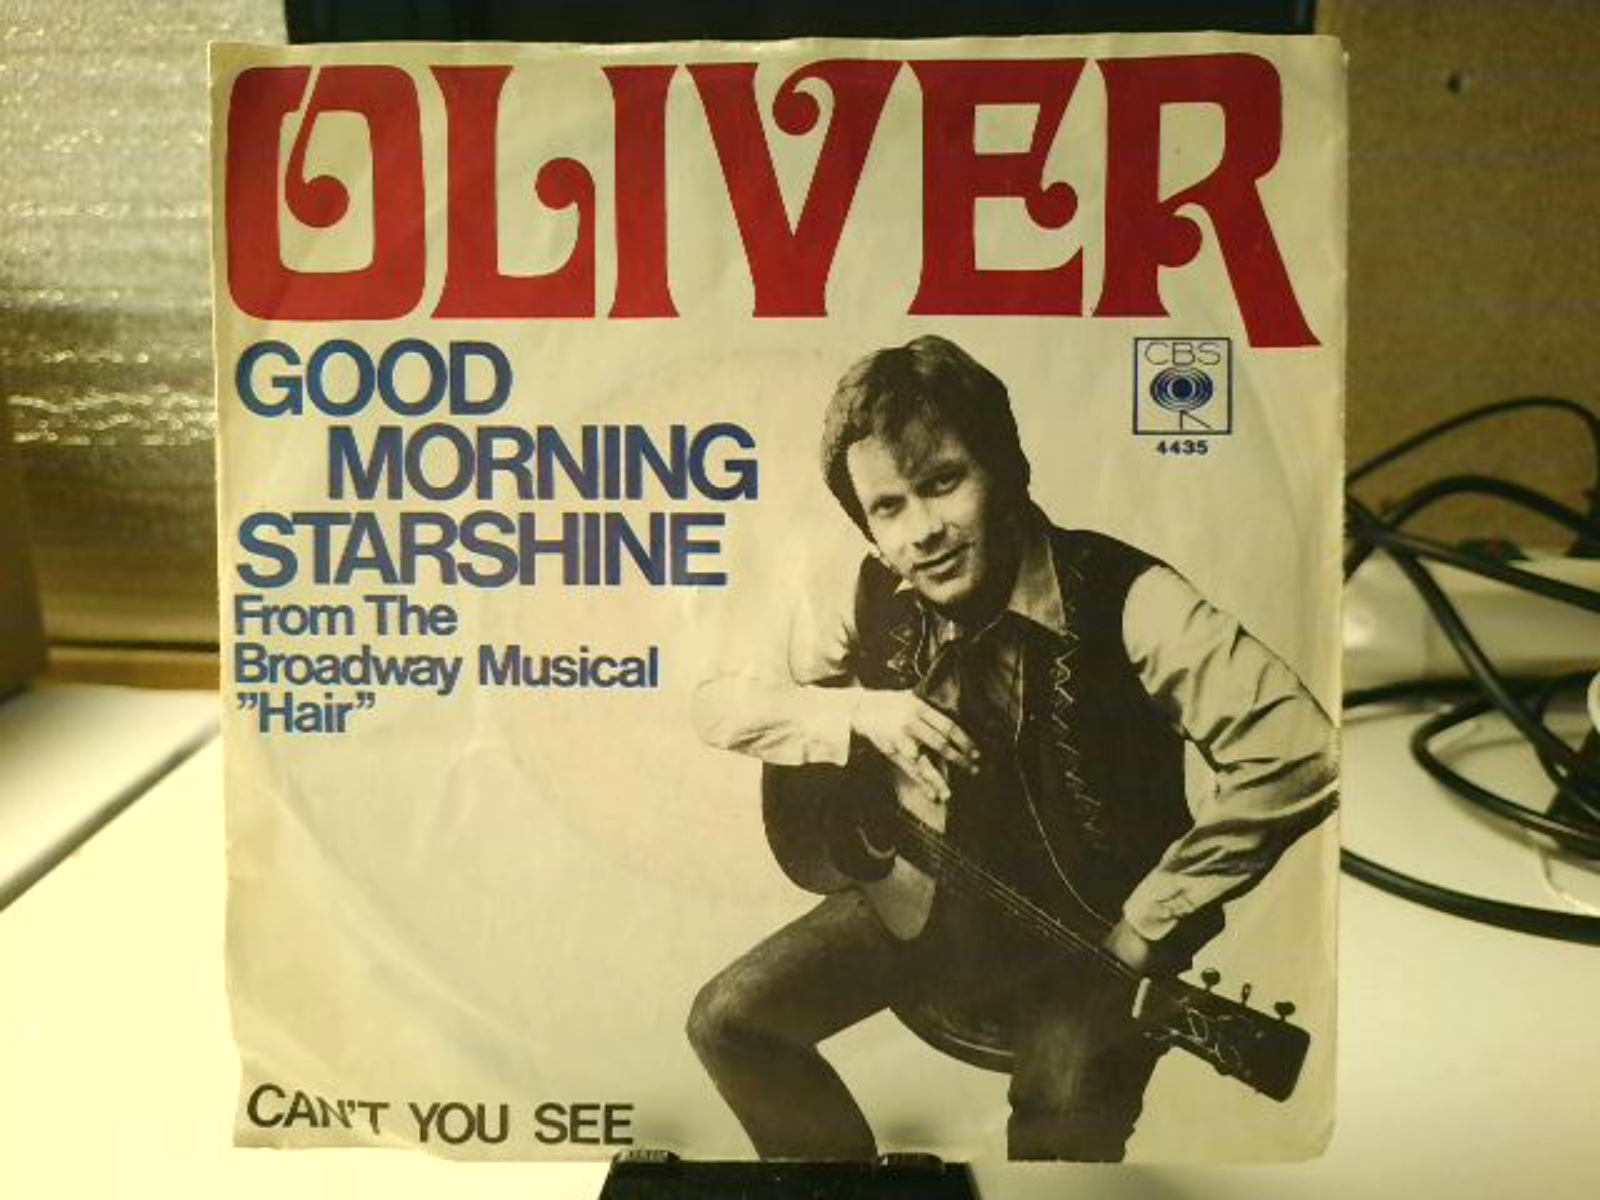 OLIVER
GOOD
MORNING
STARSHINE
From The
Broadway Musical
”Hair”
CBS
4435
CAN'T YOU SEE